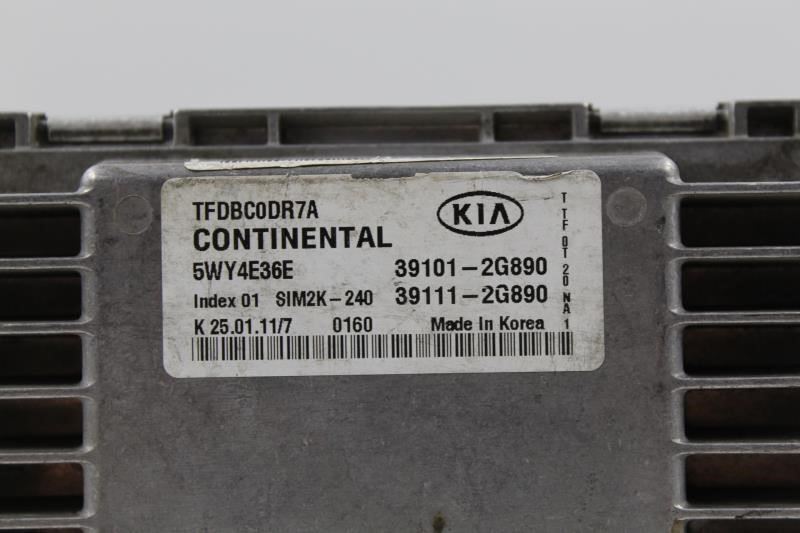 TFDBC0DR7A
KIA
CONTINENTAL
5WY4E36E 39101-2G890
Index 01 SIM2K-240 39111-2G890
K 25.01.11/7 0160 Made In Korea
T TF 0T 20 NA 1